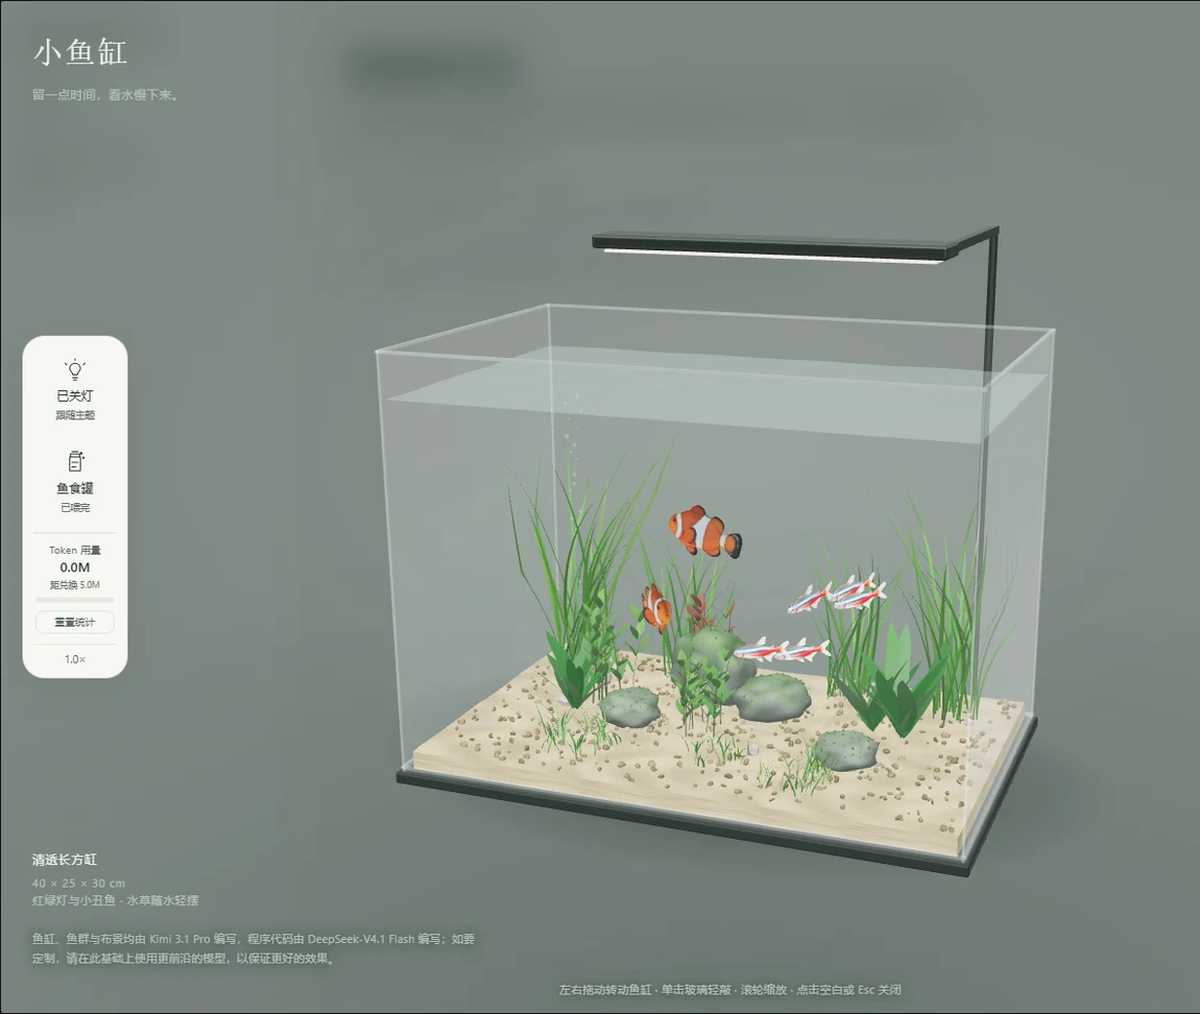 小鱼缸
留一点时间，看水慢下来。
已关灯
跟随主题
鱼食罐
已喂完
Token 用量
0.0M
距兑换 5.0M
重置统计
1.0×
清透长方缸
40 × 25 × 30 cm
红绿灯与小丑鱼 · 水草随水轻摆
鱼缸、鱼群与布景均由 Kimi 3.1 Pro 编写，程序代码由 DeepSeek-V4.1 Flash 编写；如要
定制，请在此基础上使用更前沿的模型，以保证更好的效果。
左右拖动转动鱼缸 · 单击玻璃轻敲 · 滚轮缩放 · 点击空白或 Esc 关闭